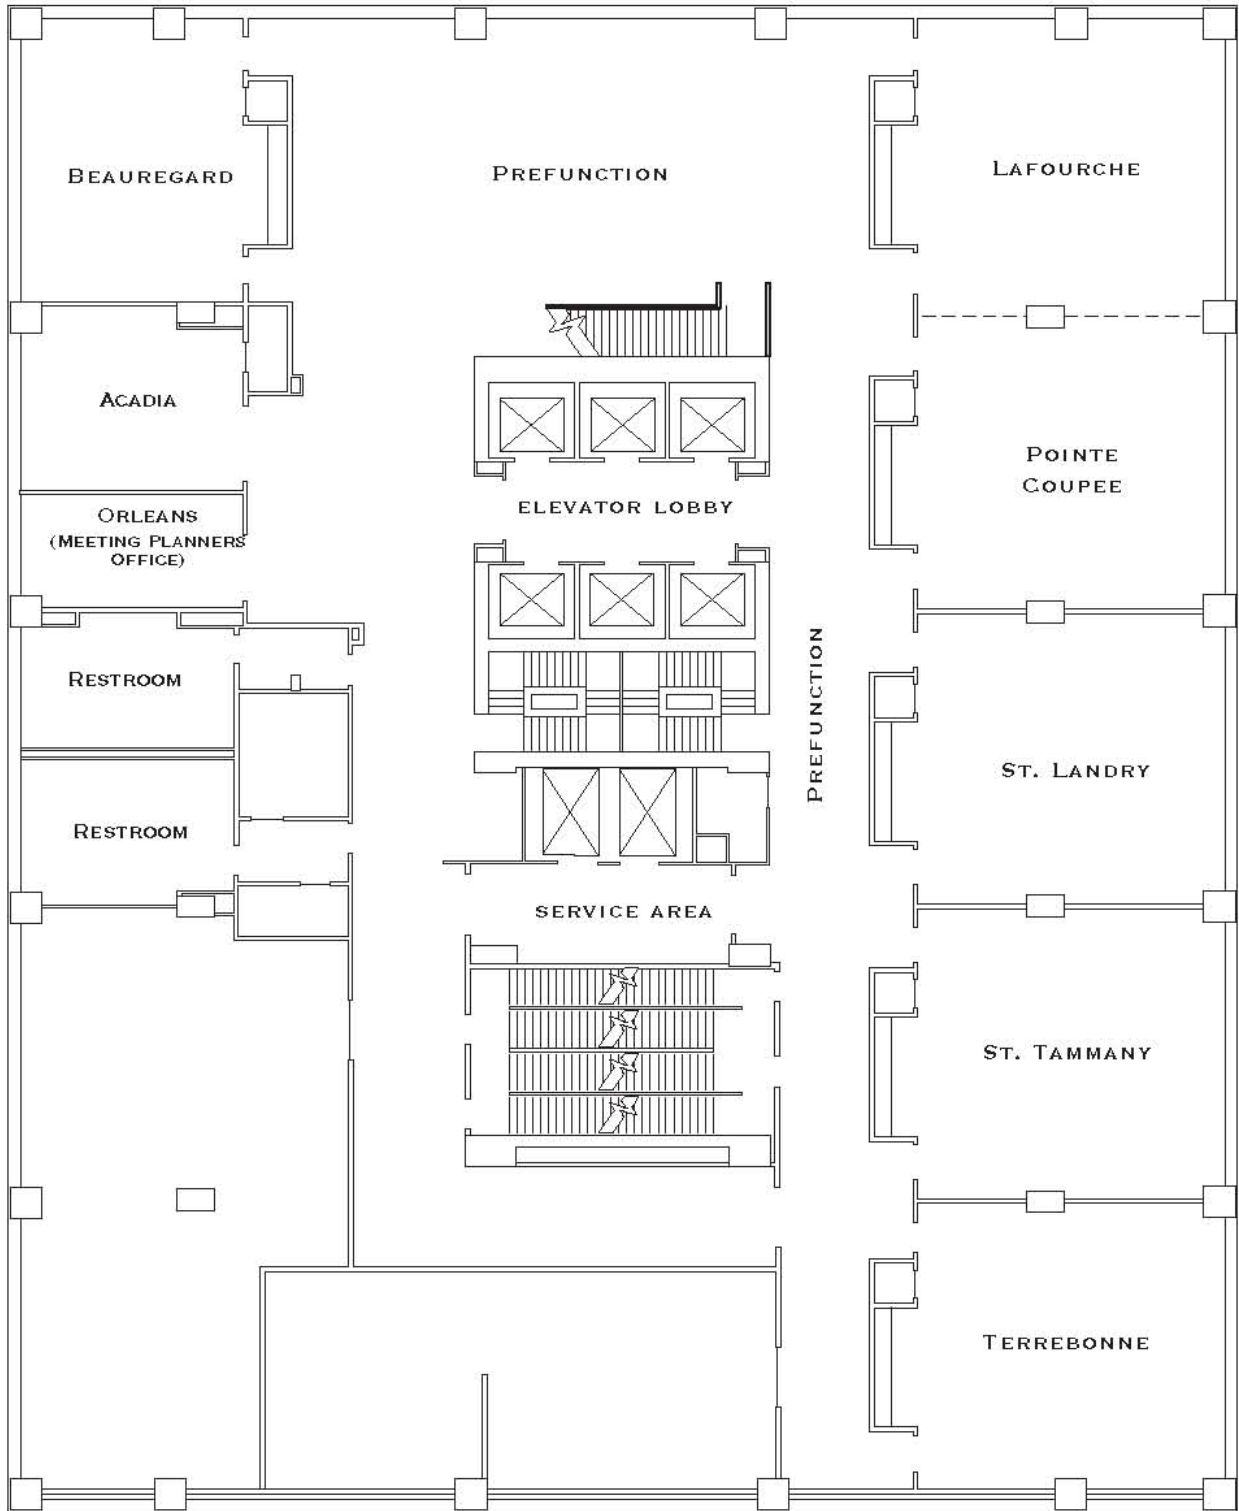 BEAUREGARD
PREFUNCTION
LAFOURCHE
ACADIA
POINTE
COUPEE
ORLEANS
(MEETING PLANNERS
OFFICE)
ELEVATOR LOBBY
RESTROOM
PREFUNCTION
ST. LANDRY
RESTROOM
SERVICE AREA
ST. TAMMANY
TERREBONNE